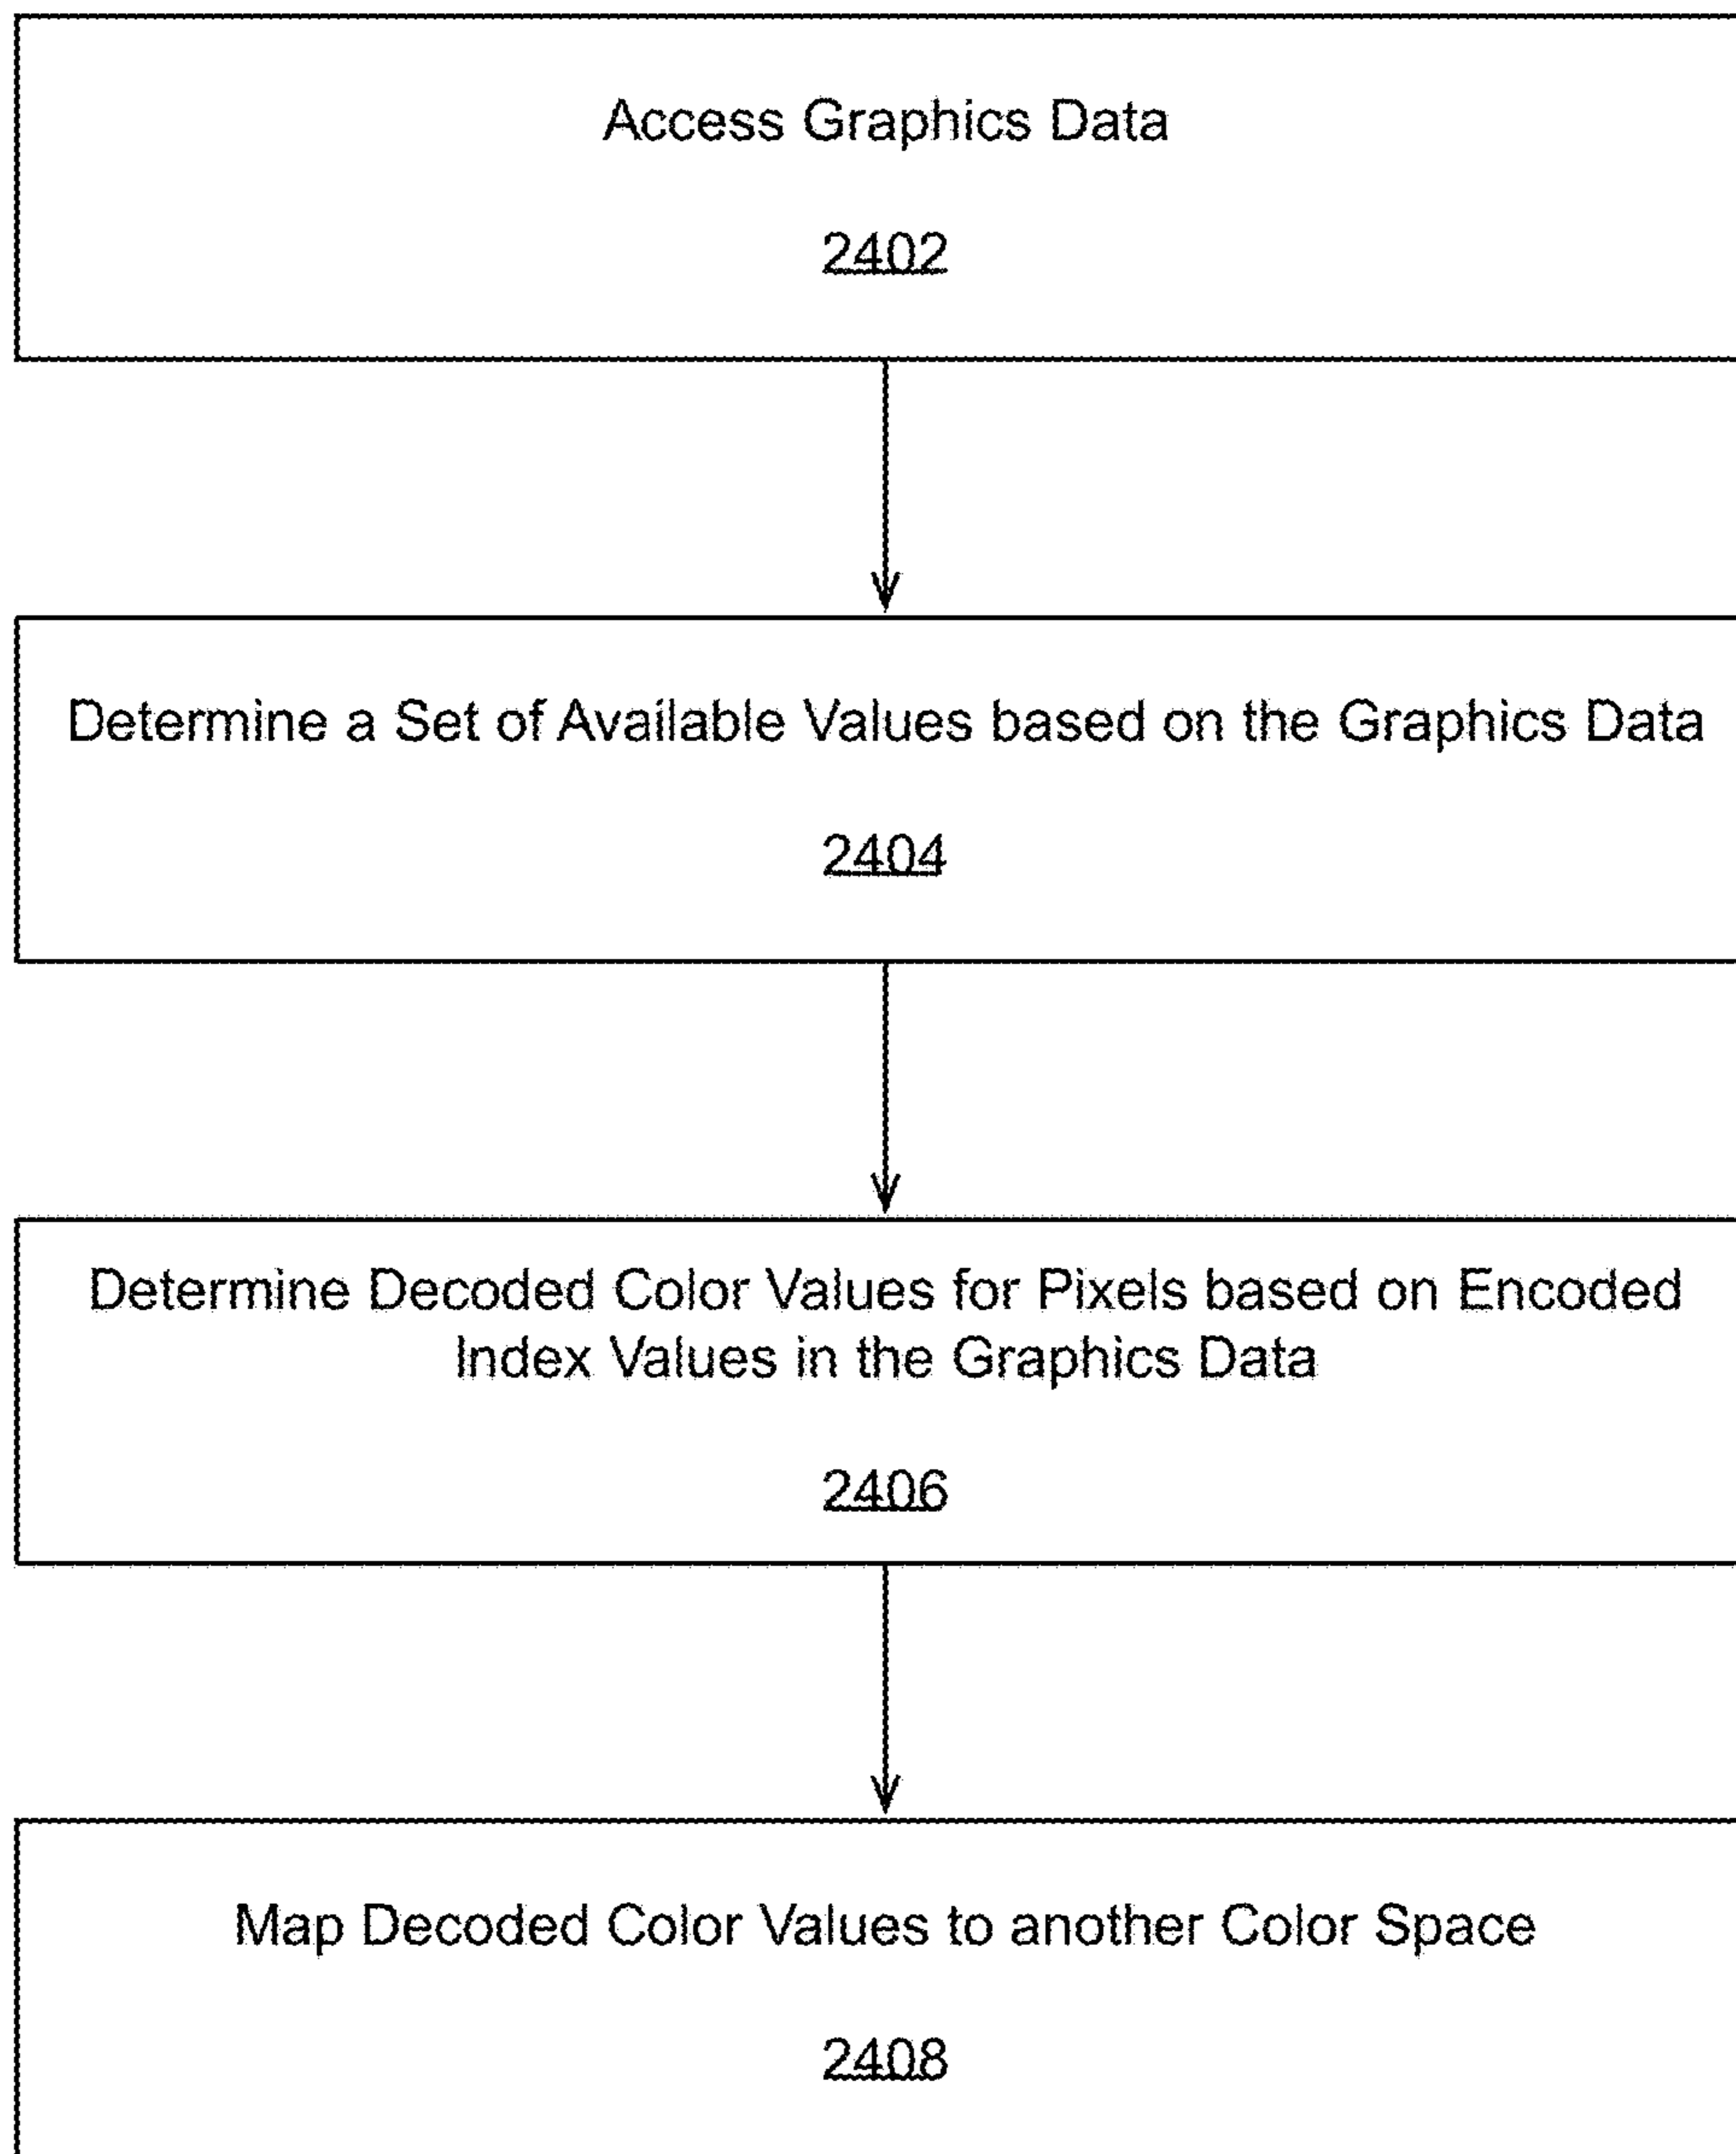 Access Graphics Data
2402
Determine a Set of Available Values based on the Graphics Data
2404
Determine Decoded Color Values for Pixels based on Encoded
Index Values in the Graphics Data
2406
Map Decoded Color Values to another Color Space
2408